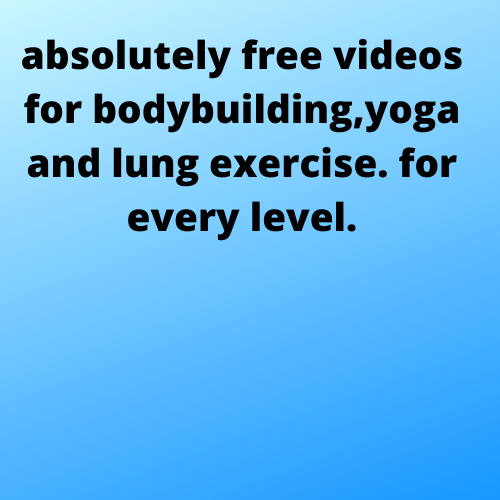 absolutely free videos
for bodybuilding,yoga
and lung exercise. for
every level.